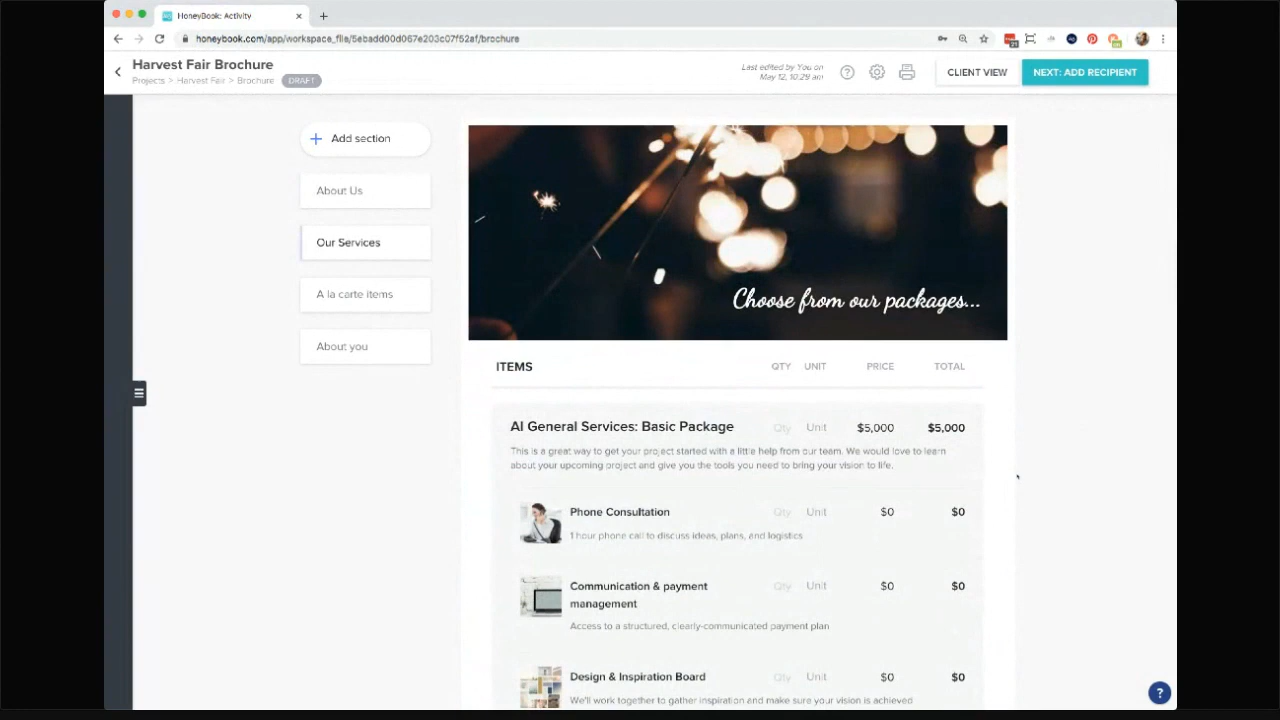 HoneyBook: Activity
honeybook.com/app/workspace_file/5ebadd00d067e203c07f52af/brochure
Harvest Fair Brochure
Projects > Harvest Fair > Brochure DRAFT
Last edited by You on
May 12, 10:29 am
CLIENT VIEW
NEXT: ADD RECIPIENT
+ Add section
About Us
Our Services
A la carte items
About you
Choose from our packages...
ITEMS QTY UNIT PRICE TOTAL
AI General Services: Basic Package Qty Unit $5,000 $5,000
This is a great way to get your project started with a little help from our team. We would love to learn
about your upcoming project and give you the tools you need to bring your vision to life.
Phone Consultation Qty Unit $0 $0
1 hour phone call to discuss ideas, plans, and logistics
Communication & payment Qty Unit $0 $0
management
Access to a structured, clearly-communicated payment plan
Design & Inspiration Board Qty Unit $0 $0
We'll work together to gather inspiration and make sure your vision is achieved
?